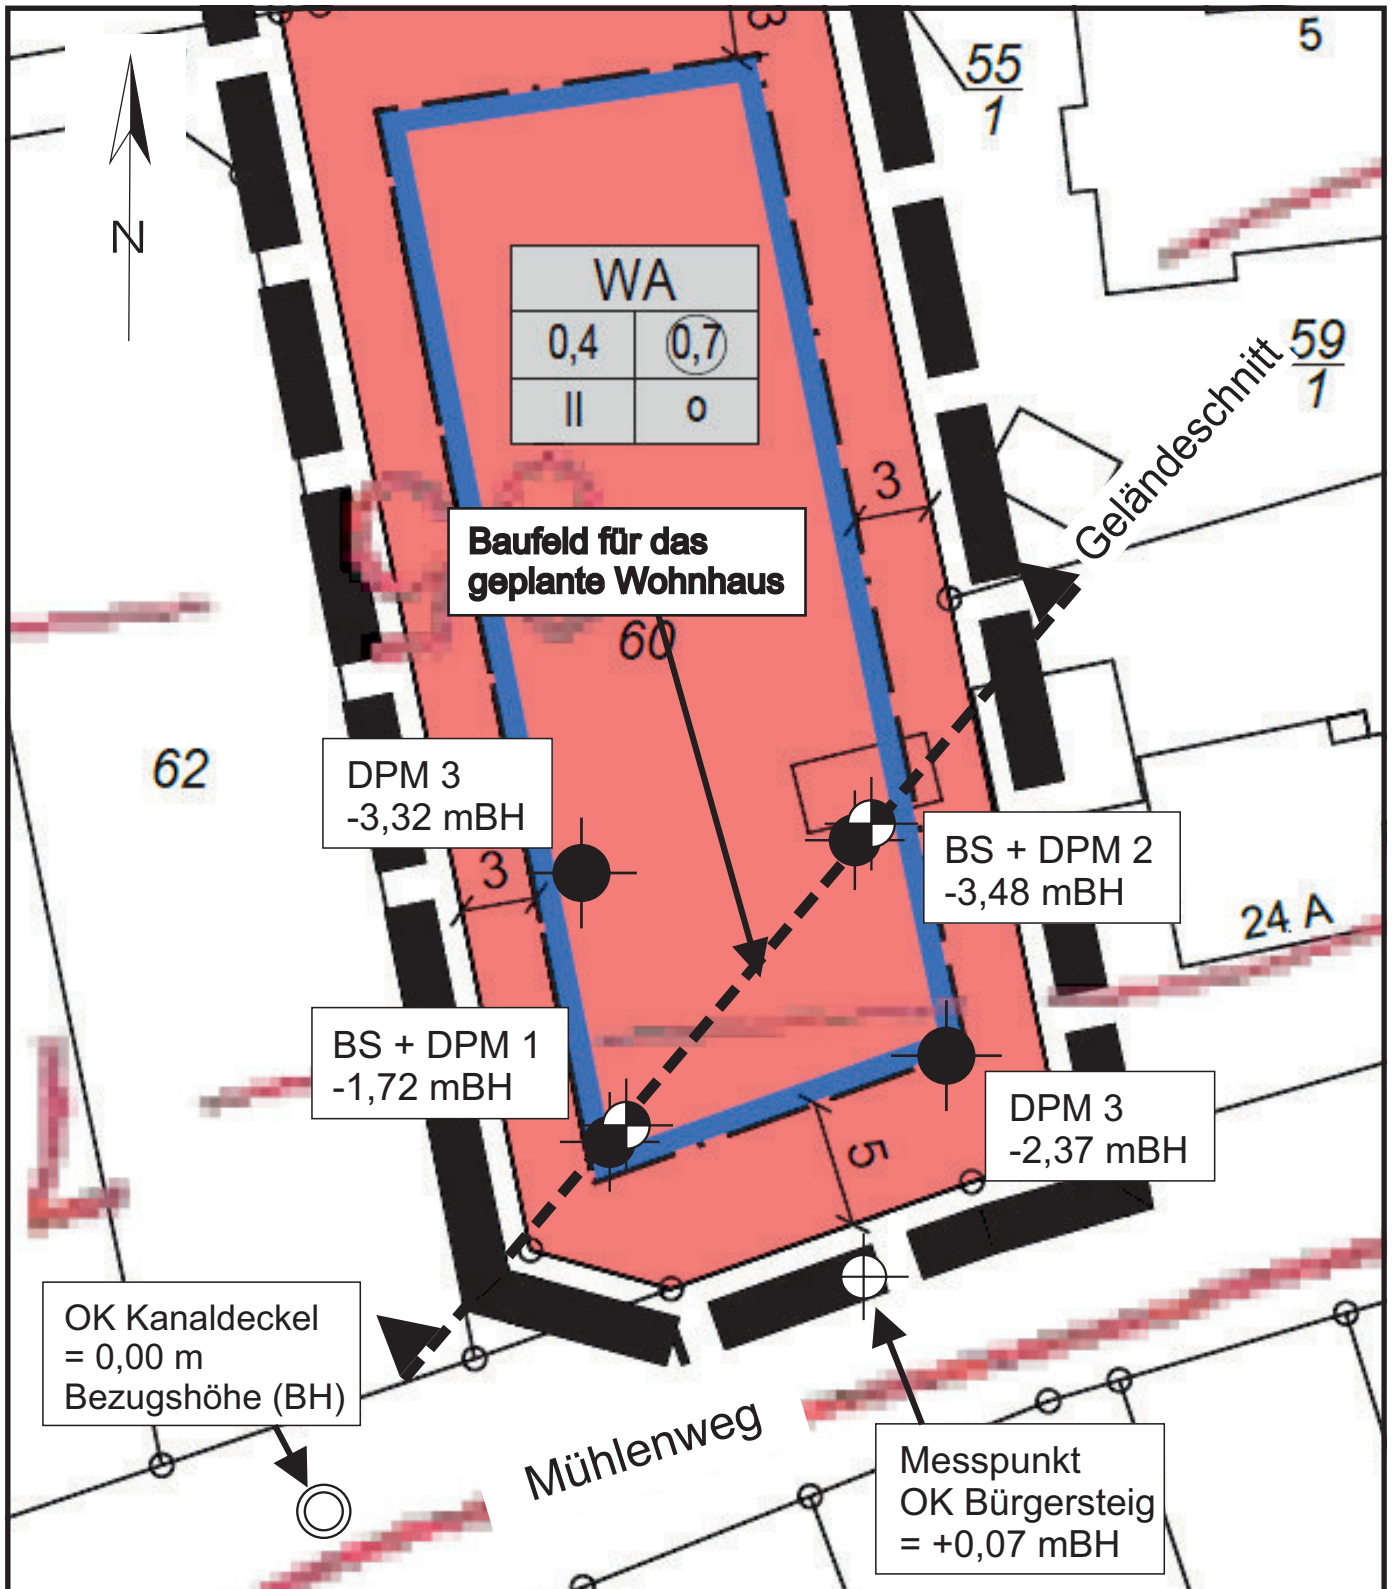 3
5
55
1
N
WA
0,4
0,7
II
o
59
1
Geländeschnitt
3
Baufeld für das
geplante Wohnhaus
60
62
DPM 3
-3,32 mBH
3
BS + DPM 2
-3,48 mBH
24 A
BS + DPM 1
-1,72 mBH
DPM 3
-2,37 mBH
5
OK Kanaldeckel
= 0,00 m
Bezugshöhe (BH)
Mühlenweg
Messpunkt
OK Bürgersteig
= +0,07 mBH